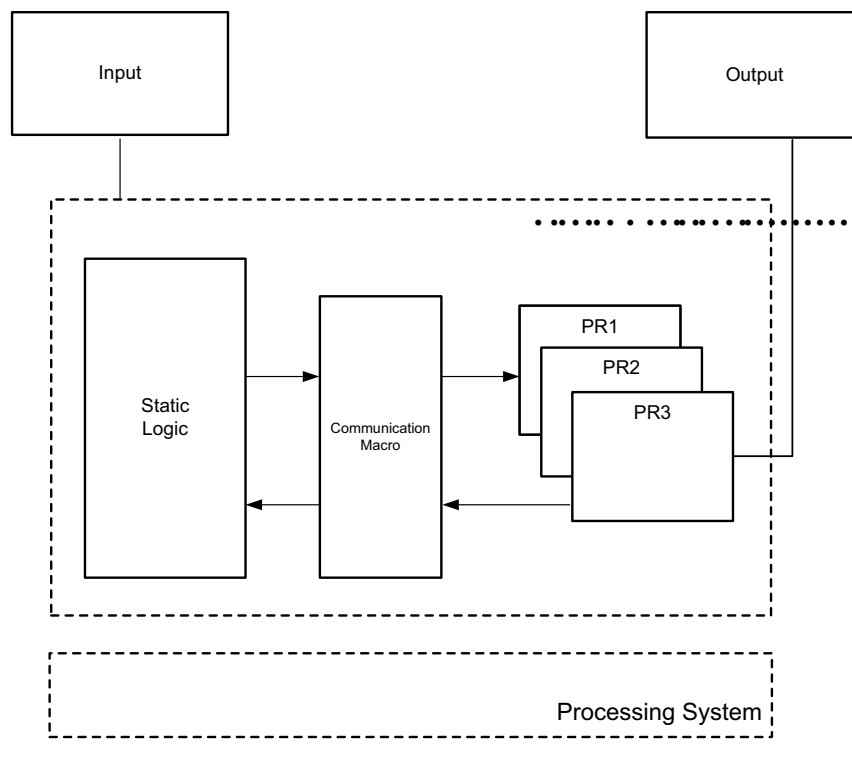 Input
Output
Static
Logic
Communication
Macro
PR1
PR2
PR3
Processing System